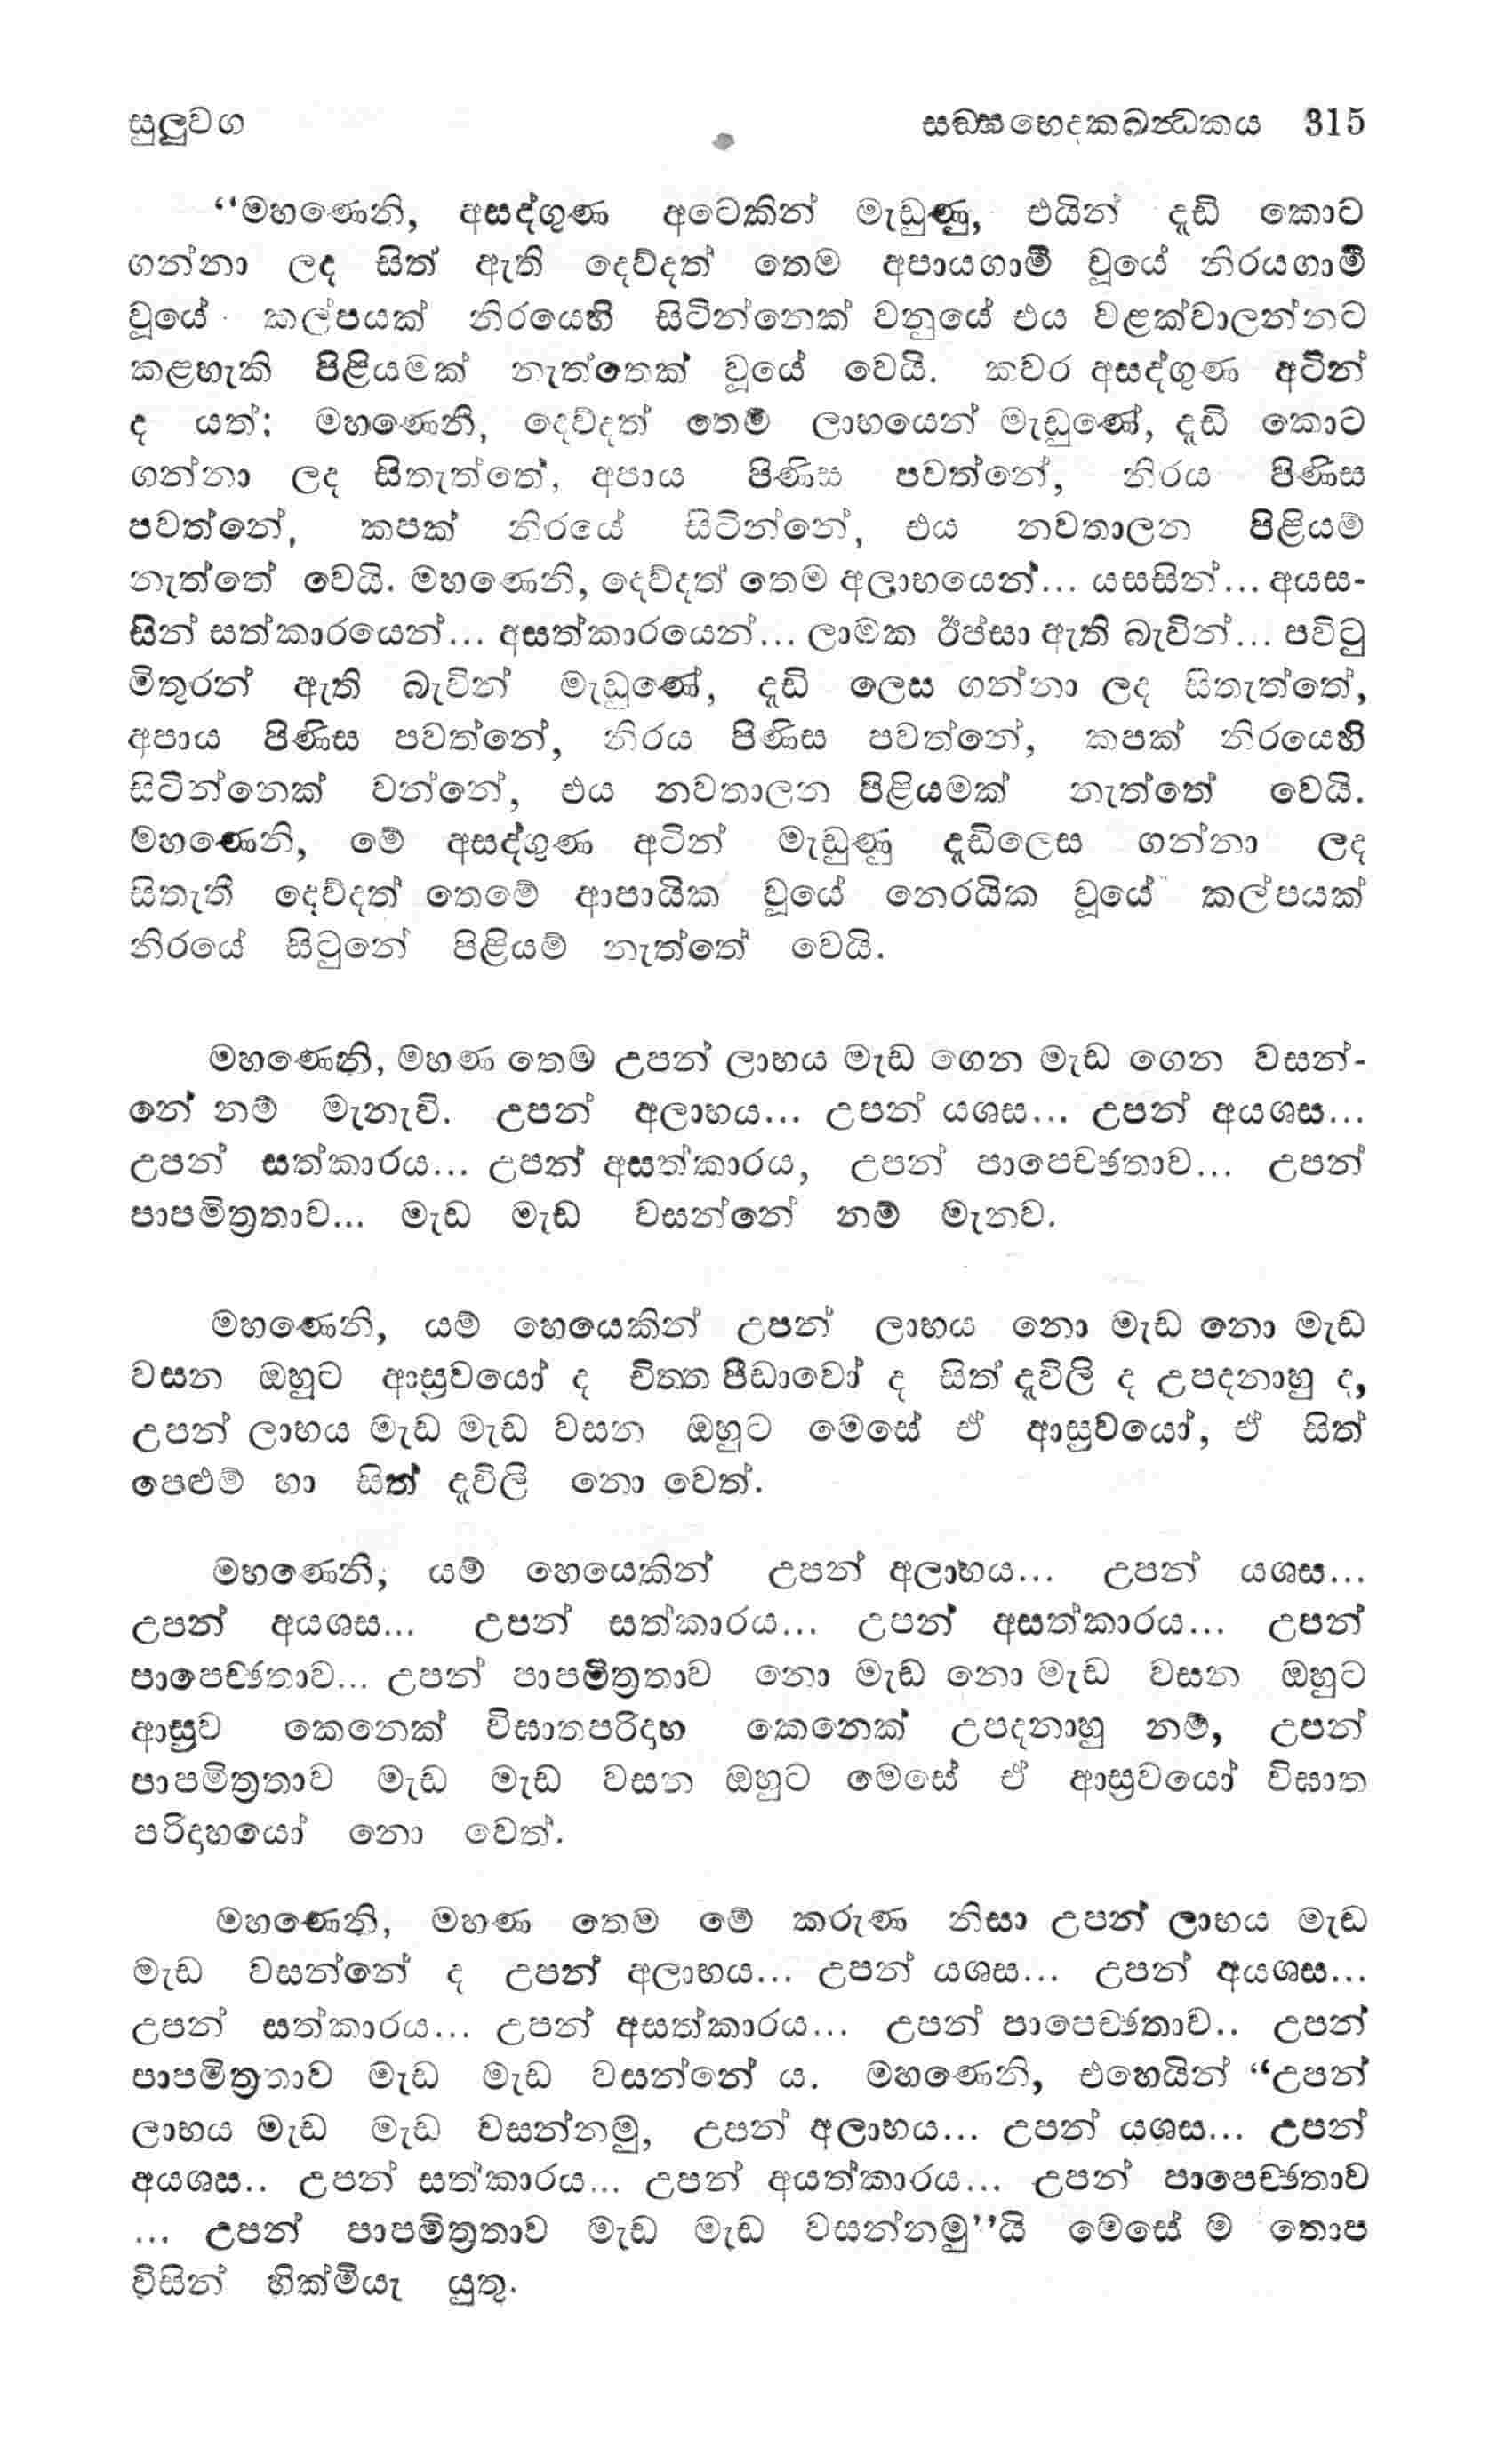 සුලුවග සඞ්ඝභෙදකඛන්ධකය 315
‘‘මහණෙනි, අසද්ගුණ අටෙකින් මැඩුණු, එයින් දැඩි කොට
ගන්නා ලද සිත් ඇති දෙව්දත් තෙම අපායගාමී වූයේ නිරයගාමී
වූයේ කල්පයක් නිරයෙහි සිටින්නෙක් වනුයේ එය වළක්වාලන්නට
කළහැකි පිළියමක් නැත්තෙක් වූයේ වෙයි. කවර අසද්ගුණ අටින්
ද යත්: මහණෙනි, දෙව්දත් තෙම් ලාභයෙන් මැඩුණේ, දැඩි කොට
ගන්නා ලද සිතැත්තේ, අපාය පිණිස පවත්නේ, නිරය පිණිස
පවත්නේ, කපක් නිරයේ සිටින්නේ, එය නවතාලන පිළියම්
නැත්තේ වෙයි. මහණෙනි, දෙව්දත් තෙම අලාභයෙන්... යසසින්... අයස-
සින් සත්කාරයෙන්... අසත්කාරයෙන්... ලාමක ඊප්සා ඇති බැවින්... පවිටු
මිතුරන් ඇති බැවින් මැඩුණේ, දැඩි ලෙස ගන්නා ලද සිතැත්තේ,
අපාය පිණිස පවත්නේ, නිරය පිණිස පවත්නේ, කපක් නිරයෙහි
සිටින්නෙක් වන්නේ, එය නවතාලන පිළියමක් නැත්තේ වෙයි.
මහණෙනි, මේ අසද්ගුණ අටින් මැඩුණු දැඩිලෙස ගන්නා ලද
සිතැති දෙව්දත් තෙමේ ආපායික වූයේ නෙරයික වූයේ කල්පයක්
නිරයේ සිටුනේ පිළියම් නැත්තේ වෙයි.
මහණෙනි, මහණ තෙම උපන් ලාභය මැඩ ගෙන මැඩ ගෙන වසන්-
නේ නම් මැනැවි. උපන් අලාභය... උපන් යශස... උපන් අයශස...
උපන් සත්කාරය... උපන් අසත්කාරය, උපන් පාපෙච්ඡතාව... උපන්
පාපමිත්‍රතාව... මැඩ මැඩ වසන්නේ නම් මැනව.
මහණෙනි, යම් හෙයෙකින් උපන් ලාභය නො මැඩ නො මැඩ
වසන ඔහුට ආස්‍රවයෝ ද චිත්ත පීඩාවෝ ද සිත් දැවිලි ද උපදනාහු ද,
උපන් ලාභය මැඩ මැඩ වසන ඔහුට මෙසේ ඒ ආස්‍රවයෝ, ඒ සිත්
පෙළුම් හා සිත් දැවිලි නො වෙත්.
මහණෙනි, යම් හෙයෙකින් උපන් අලාභය... උපන් යශස...
උපන් අයශස... උපන් සත්කාරය... උපන් අසත්කාරය... උපන්
පාපෙච්ඡතාව... උපන් පාපමිත්‍රතාව නො මැඩ නො මැඩ වසන ඔහුට
ආස්‍රව කෙනෙක් විඝාතපරිදාහ කෙනෙක් උපදනාහු නම්, උපන්
පාපමිත්‍රතාව මැඩ මැඩ වසන ඔහුට මෙසේ ඒ ආස්‍රවයෝ විඝාත
පරිදාහයෝ නො වෙත්.
මහණෙනි, මහණ තෙම මේ කරුණ නිසා උපන් ලාභය මැඩ
මැඩ වසන්නේ ද උපන් අලාභය... උපන් යශස... උපන් අයශස...
උපන් සත්කාරය... උපන් අසත්කාරය... උපන් පාපෙච්ඡතාව.. උපන්
පාපමිත්‍රතාව මැඩ මැඩ වසන්නේ ය. මහණෙනි, එහෙයින් ‘‘උපන්
ලාභය මැඩ මැඩ වසන්නමු, උපන් අලාභය... උපන් යශස... උපන්
අයශස.. උපන් සත්කාරය... උපන් අයත්කාරය... උපන් පාපෙච්ඡතාව
... උපන් පාපමිත්‍රතාව මැඩ මැඩ වසන්නමු’’යි මෙසේ ම තොප
විසින් හික්මියැ යුතු.